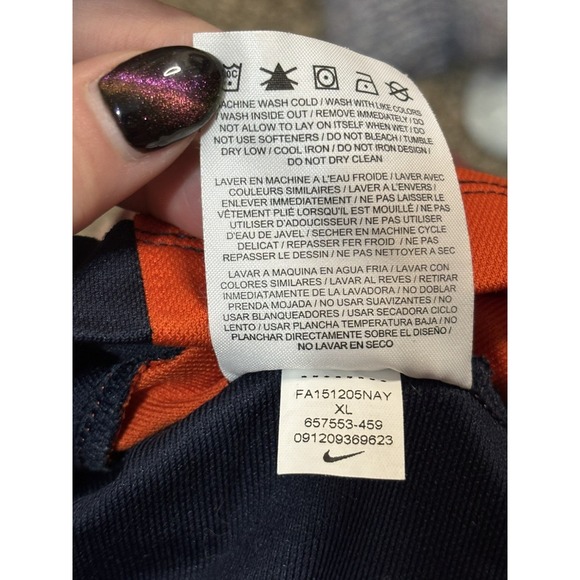 MACHINE WASH COLD / WASH WITH LIKE COLORS
/ WASH INSIDE OUT / REMOVE IMMEDIATELY / DO
NOT ALLOW TO LAY ON ITSELF WHEN WET / DO
NOT USE SOFTENERS / DO NOT BLEACH / TUMBLE
DRY LOW / COOL IRON / DO NOT IRON DESIGN /
DO NOT DRY CLEAN
LAVER EN MACHINE A L'EAU FROIDE / LAVER AVEC
COULEURS SIMILAIRES / LAVER A L'ENVERS /
ENLEVER IMMEDIATEMENT / NE PAS LAISSER LE
VÊTEMENT PLIÉ LORSQU'IL EST MOUILLÉ / NE PAS
UTILISER D'ADOUCISSEUR / NE PAS UTILISER
D'EAU DE JAVEL / SECHER EN MACHINE CYCLE
DELICAT / REPASSER FER FROID / NE PAS
REPASSER LE DESSIN / NE PAS NETTOYER A SEC
LAVAR A MAQUINA EN AGUA FRIA / LAVAR CON
COLORES SIMILARES / LAVAR AL REVES / RETIRAR
INMEDIATAMENTE DE LA LAVADORA / NO DOBLAR
PRENDA MOJADA / NO USAR SUAVIZANTES / NO
USAR BLANQUEADORES / USAR SECADORA CICLO
LENTO / USAR PLANCHA TEMPERATURA BAJA / NO
PLANCHAR DIRECTAMENTE SOBRE EL DISEÑO /
NO LAVAR EN SECO
FA151205NAY
XL
657553-459
091209369623